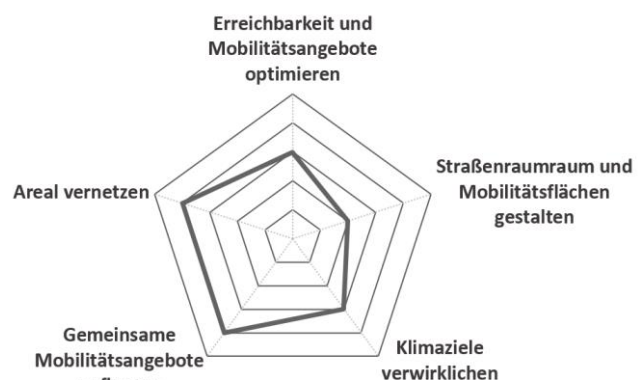 Erreichbarkeit und
Mobilitätsangebote
optimieren
Straßenraumraum und
Mobilitätsflächen
gestalten
Areal vernetzen
Gemeinsame
Mobilitätsangebote
Klimaziele
verwirklichen